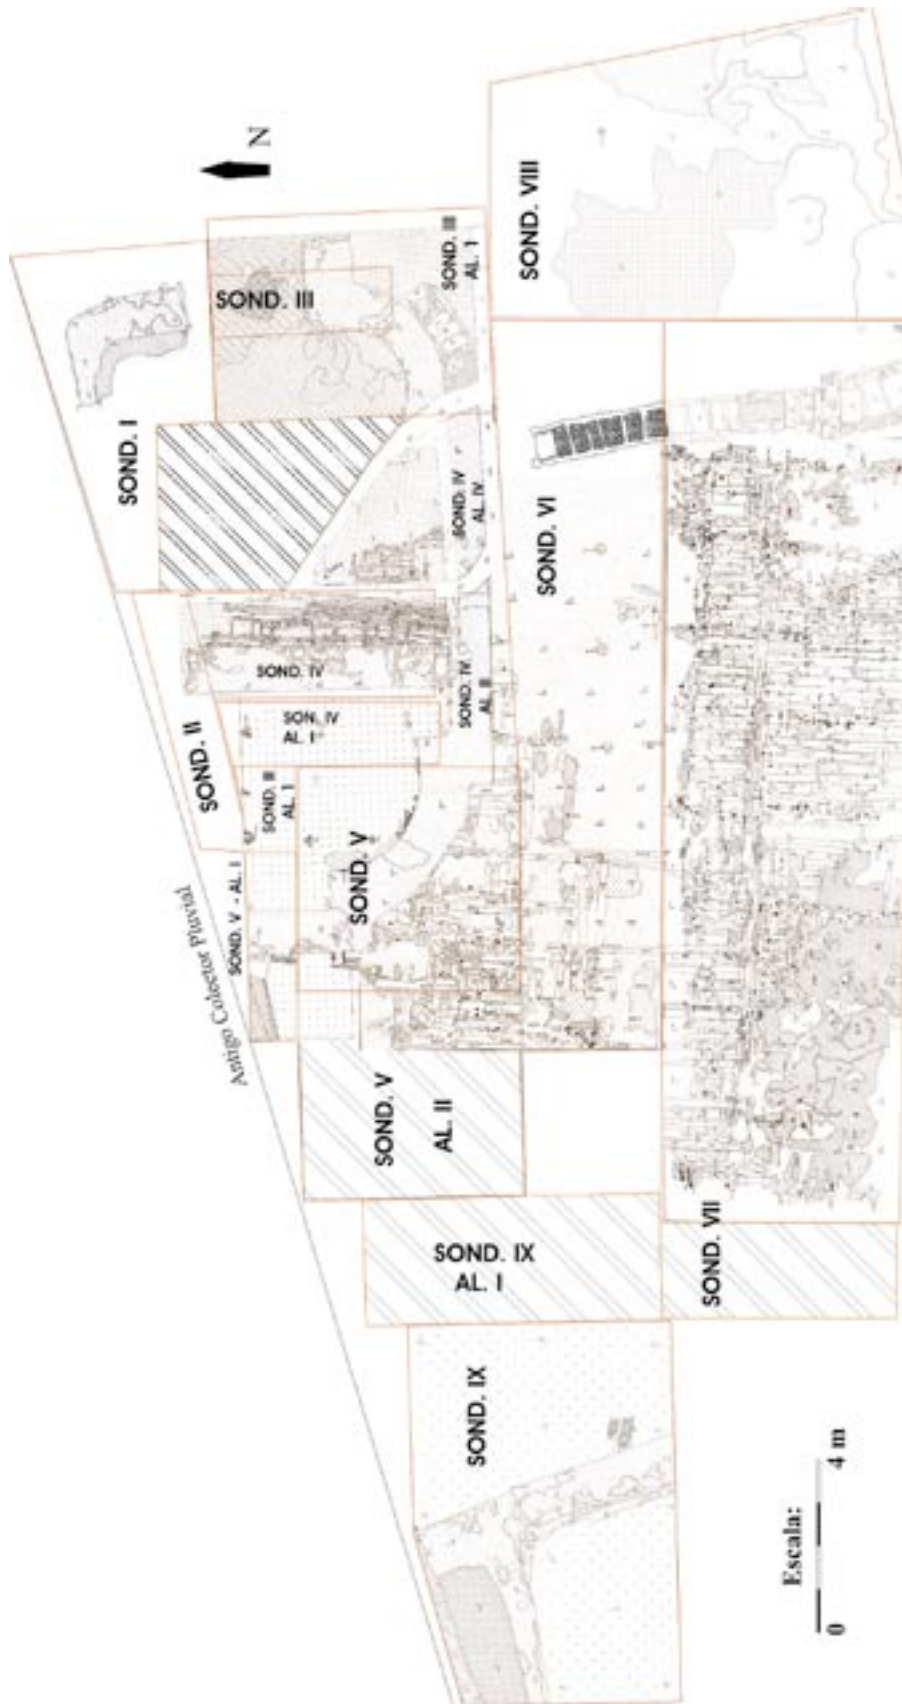 N
SOND. VIII
SOND. III
SOND. III
AL. I
SOND. I
SOND. IV
AL. IV
SOND. VI
SOND. IV
SOND. IV
AL. II
SON. IV
AL. I
SOND. II
SOND. II
AL. I
SOND. V
SOND. V - AL. I
Antigo Colector Pluvial
SOND. V
AL. II
SOND. IX
AL. I
SOND. VII
SOND. IX
Escala:
0 4 m